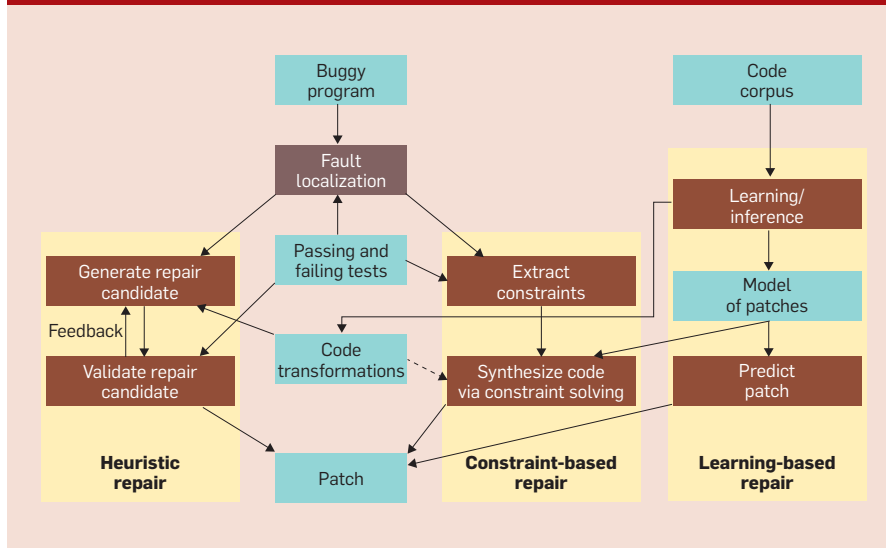 Buggy
program
Code
corpus
Fault
localization
Learning/
inference
Passing and
failing tests
Generate repair
candidate
Extract
constraints
Model
of patches
Feedback
Code
transformations
Validate repair
candidate
Synthesize code
via constraint solving
Predict
patch
Heuristic
repair
Patch
Constraint-based
repair
Learning-based
repair